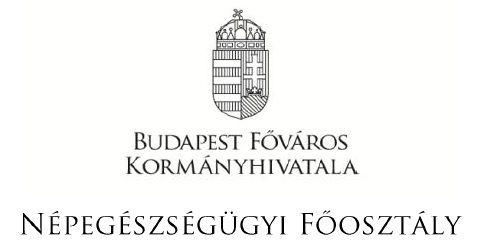 BUDAPEST FŐVÁROS
KORMÁNYHIVATALA
NÉPEGÉSZSÉGÜGYI FŐOSZTÁLY